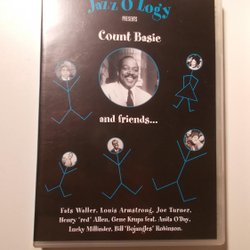 Jazz O Logy
PRESENTS
Count Basie
and friends...
Fats Waller, Louis Armstrong, Joe Turner,
Henry "red" Allen, Gene Krupa feat. Anita O'Day,
Lucky Millinder, Bill "Bojangles" Robinson.